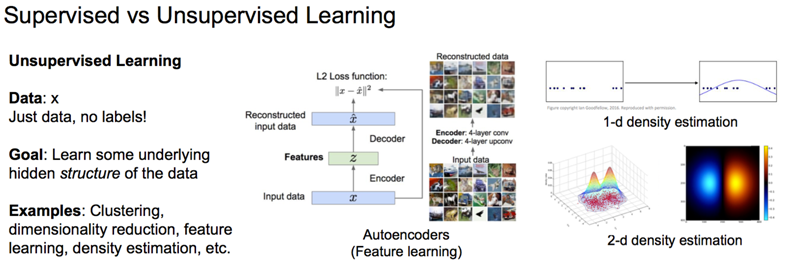 Supervised vs Unsupervised Learning
Unsupervised Learning
Data: x
Just data, no labels!
Goal: Learn some underlying
hidden structure of the data
Examples: Clustering,
dimensionality reduction, feature
learning, density estimation, etc.
L2 Loss function:
‖x − x̂‖²
Reconstructed
input data
x̂
Decoder
Features
z
Encoder
Input data
x
Reconstructed data
Encoder: 4-layer conv
Decoder: 4-layer upconv
Input data
Autoencoders
(Feature learning)
Figure copyright Ian Goodfellow, 2016. Reproduced with permission.
1-d density estimation
2-d density estimation